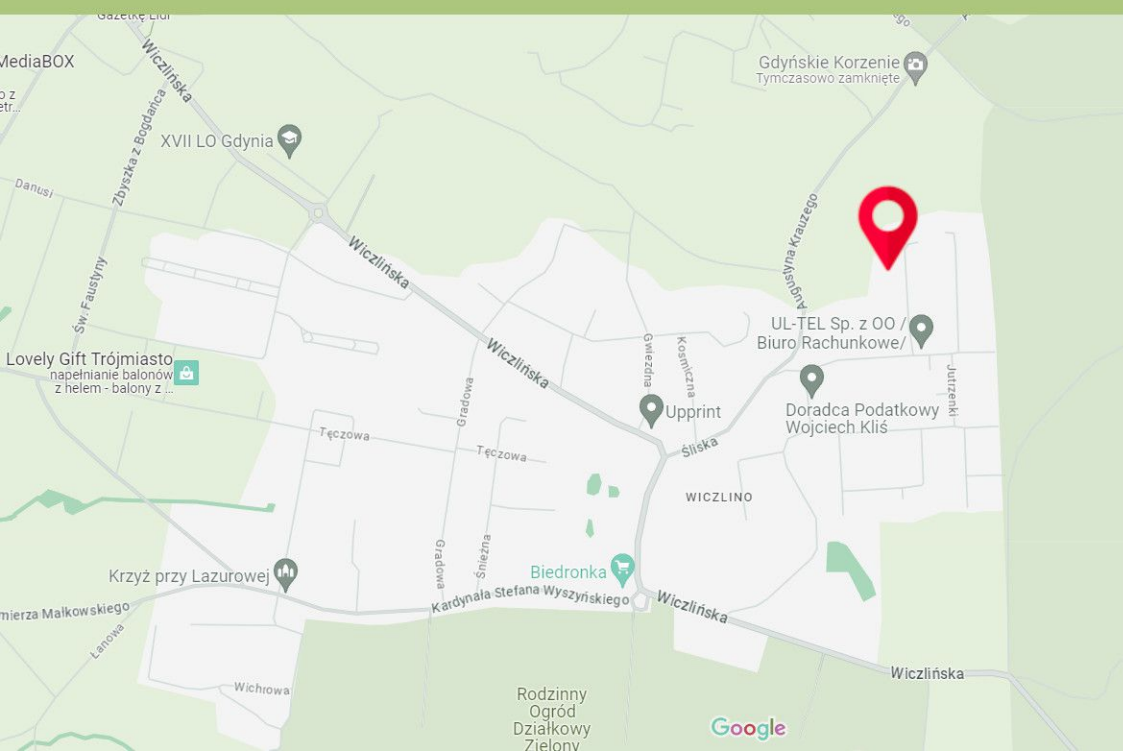 Gazetkę Lidl
MediaBOX
Wiczlińska
Gdyńskie Korzenie
Tymczasowo zamknięte
XVII LO Gdynia
Zbyszka z Bogdańca
Danusi
Wiczlińska
Augustyna Krauzego
Św. Faustyny
UL-TEL Sp. z OO /
Biuro Rachunkowe/
Lovely Gift Trójmiasto
napełnianie balonów
z helem - balony z ...
Wiczlińska
Gwiezdna
Kosmiczna
Jutrzenki
Gradowa
Upprint
Doradca Podatkowy
Wojciech Kliś
Tęczowa
Tęczowa
Śliska
WICZLINO
Gradowa
Śnieżna
Biedronka
Krzyż przy Lazurowej
Kardynała Stefana Wyszyńskiego
Wiczlińska
mierza Małkowskiego
Łanowa
Wiczlińska
Wichrowa
Rodzinny
Ogród
Działkowy
Zielony
Google